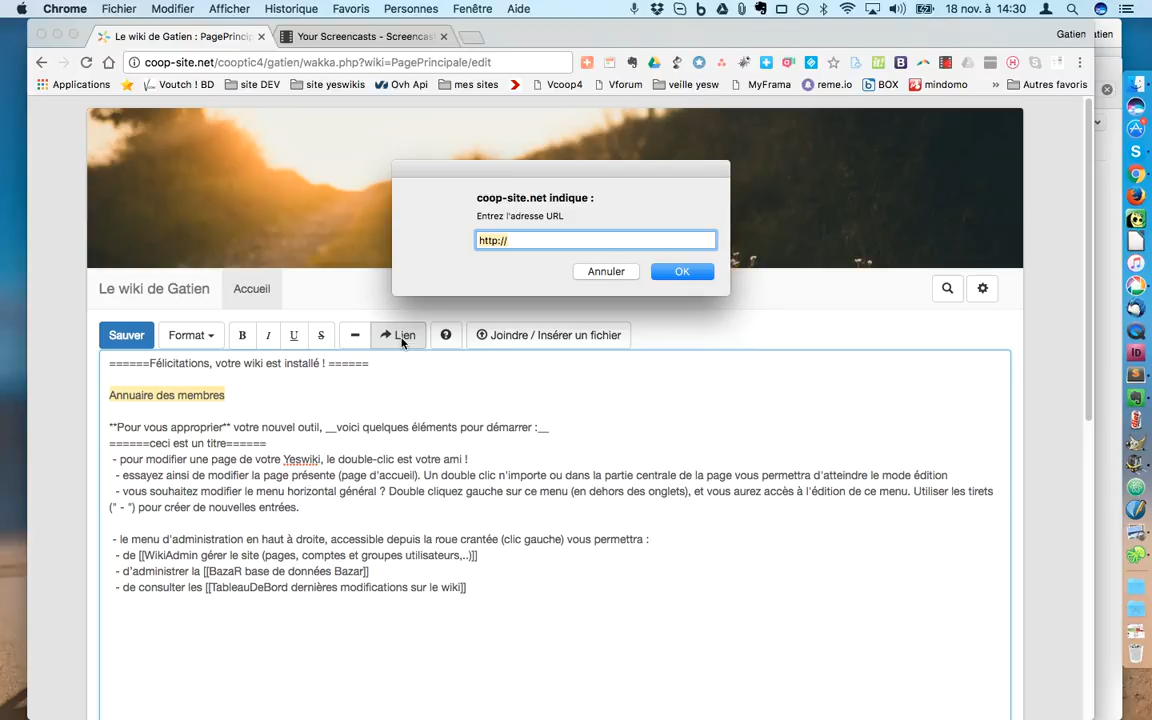 Chrome Fichier Modifier Afficher Historique Favoris Personnes Fenêtre Aide 18 nov. à 14:30
Le wiki de Gatien : PagePrincip Your Screencasts - Screencast Gatien atien
coop-site.net/cooptic4/gatien/wakka.php?wiki=PagePrincipale/edit
Applications Voutch ! BD site DEV site yeswikis Ovh Api mes sites Vcoop4 Vforum veille yesw MyFrama reme.io BOX mindomo » Autres favoris
coop-site.net indique :
Entrez l'adresse URL
http://
Annuler OK
Le wiki de Gatien Accueil
Sauver Format B I U S Lien Joindre / Insérer un fichier
======Félicitations, votre wiki est installé ! ======
Annuaire des membres
**Pour vous approprier** votre nouvel outil, __voici quelques éléments pour démarrer :__
======ceci est un titre======
- pour modifier une page de votre Yeswiki, le double-clic est votre ami !
- essayez ainsi de modifier la page présente (page d'accueil). Un double clic n'importe ou dans la partie centrale de la page vous permettra d'atteindre le mode édition
- vous souhaitez modifier le menu horizontal général ? Double cliquez gauche sur ce menu (en dehors des onglets), et vous aurez accès à l'édition de ce menu. Utiliser les tirets
(" - ") pour créer de nouvelles entrées.
- le menu d'administration en haut à droite, accessible depuis la roue crantée (clic gauche) vous permettra :
- de [[WikiAdmin gérer le site (pages, comptes et groupes utilisateurs,..)]]
- d'administrer la [[BazaR base de données Bazar]]
- de consulter les [[TableauDeBord dernières modifications sur le wiki]]